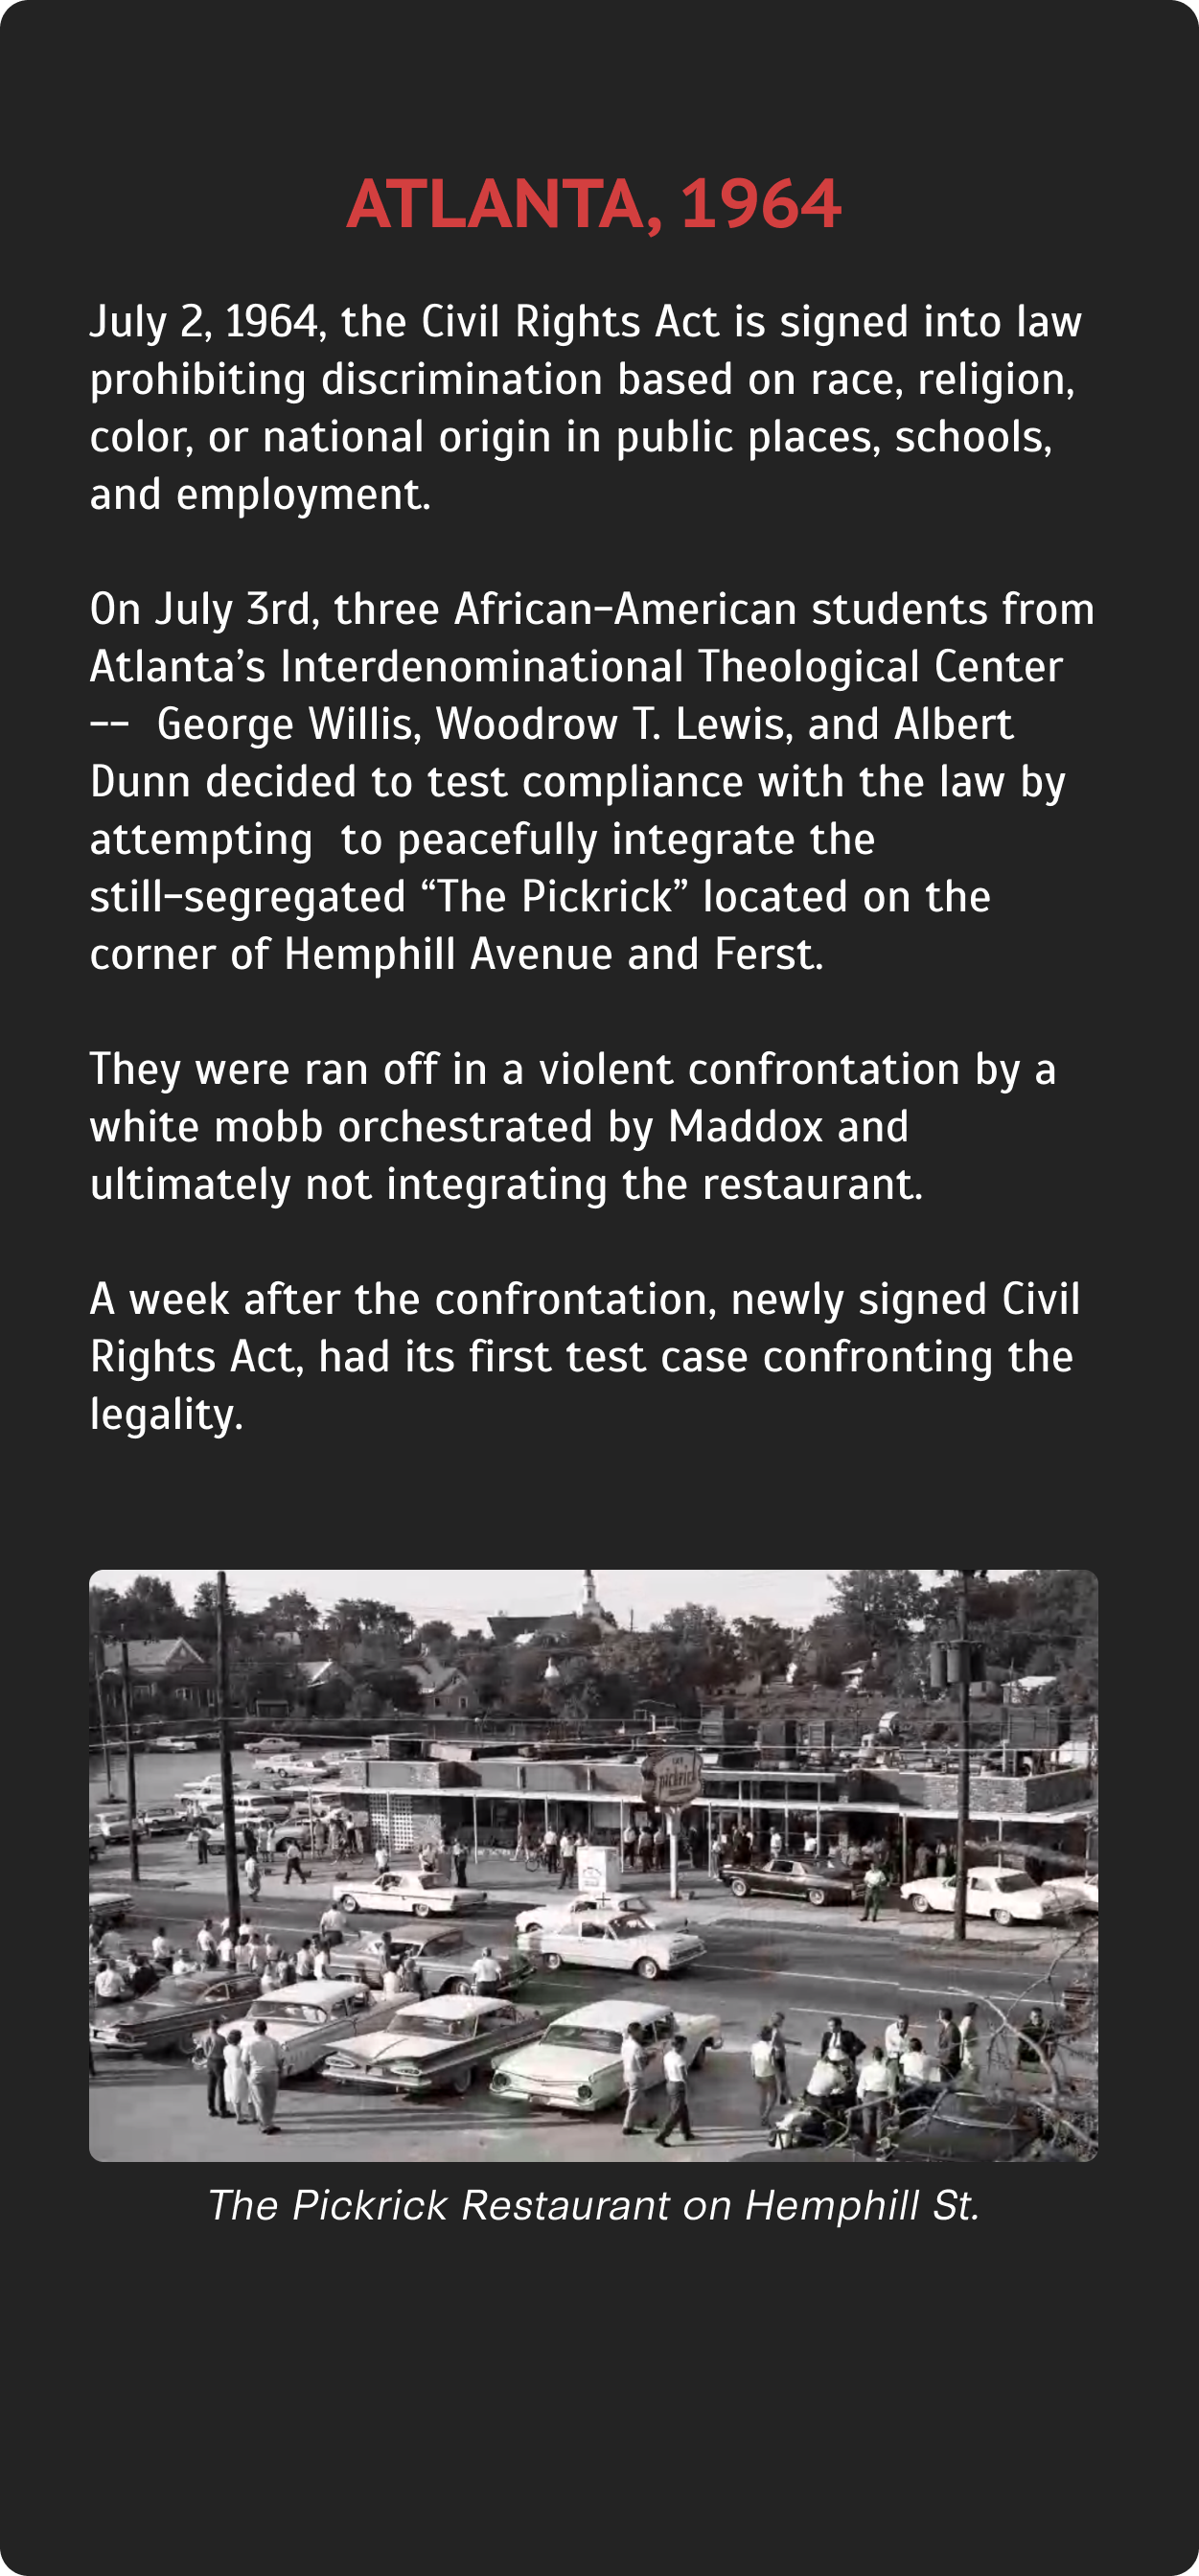 ATLANTA, 1964
July 2, 1964, the Civil Rights Act is signed into law
prohibiting discrimination based on race, religion,
color, or national origin in public places, schools,
and employment.
On July 3rd, three African-American students from
Atlanta’s Interdenominational Theological Center
--  George Willis, Woodrow T. Lewis, and Albert
Dunn decided to test compliance with the law by
attempting  to peacefully integrate the
still-segregated “The Pickrick” located on the
corner of Hemphill Avenue and Ferst.
They were ran off in a violent confrontation by a
white mobb orchestrated by Maddox and
ultimately not integrating the restaurant.
A week after the confrontation, newly signed Civil
Rights Act, had its first test case confronting the
legality.
pickrick
The Pickrick Restaurant on Hemphill St.